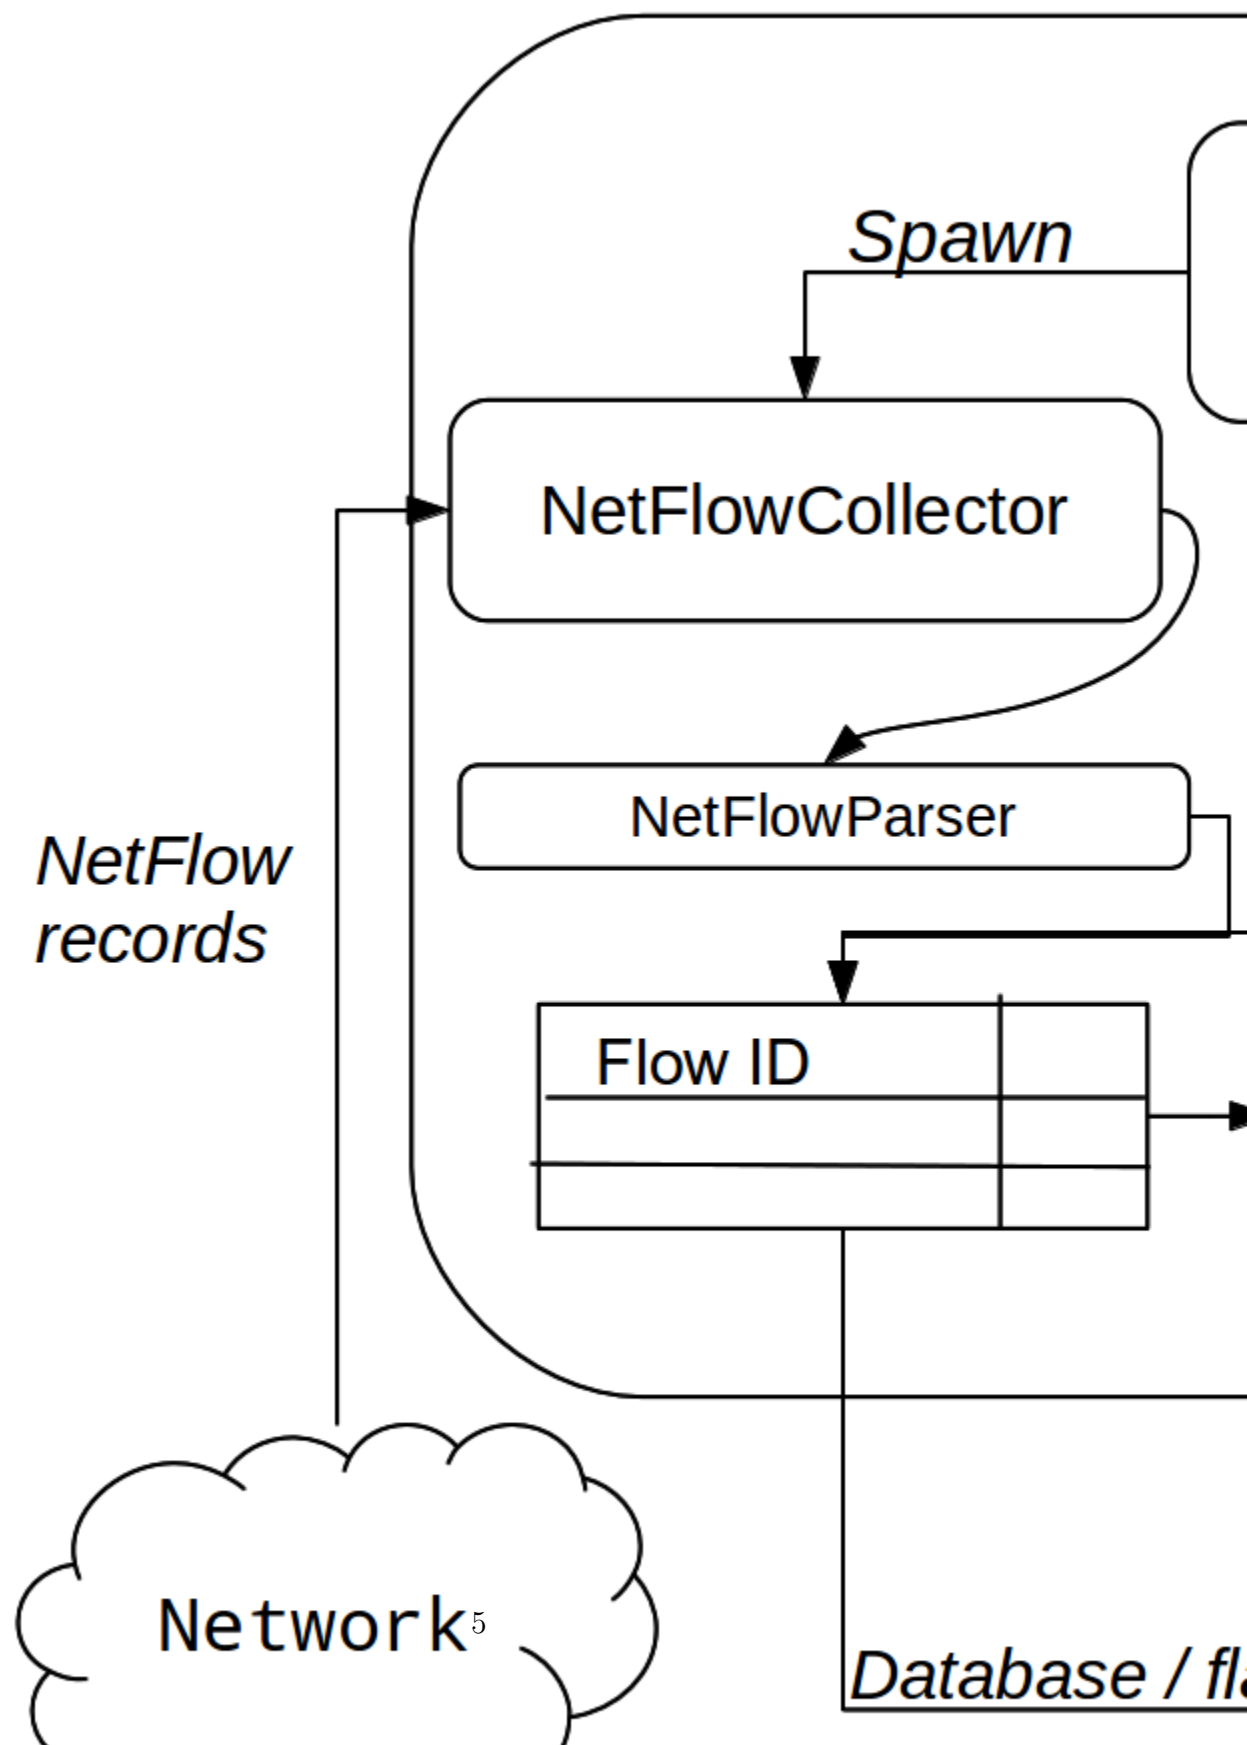 Spawn
NetFlowCollector
NetFlowParser
NetFlow
records
Flow ID
Network5
Database /